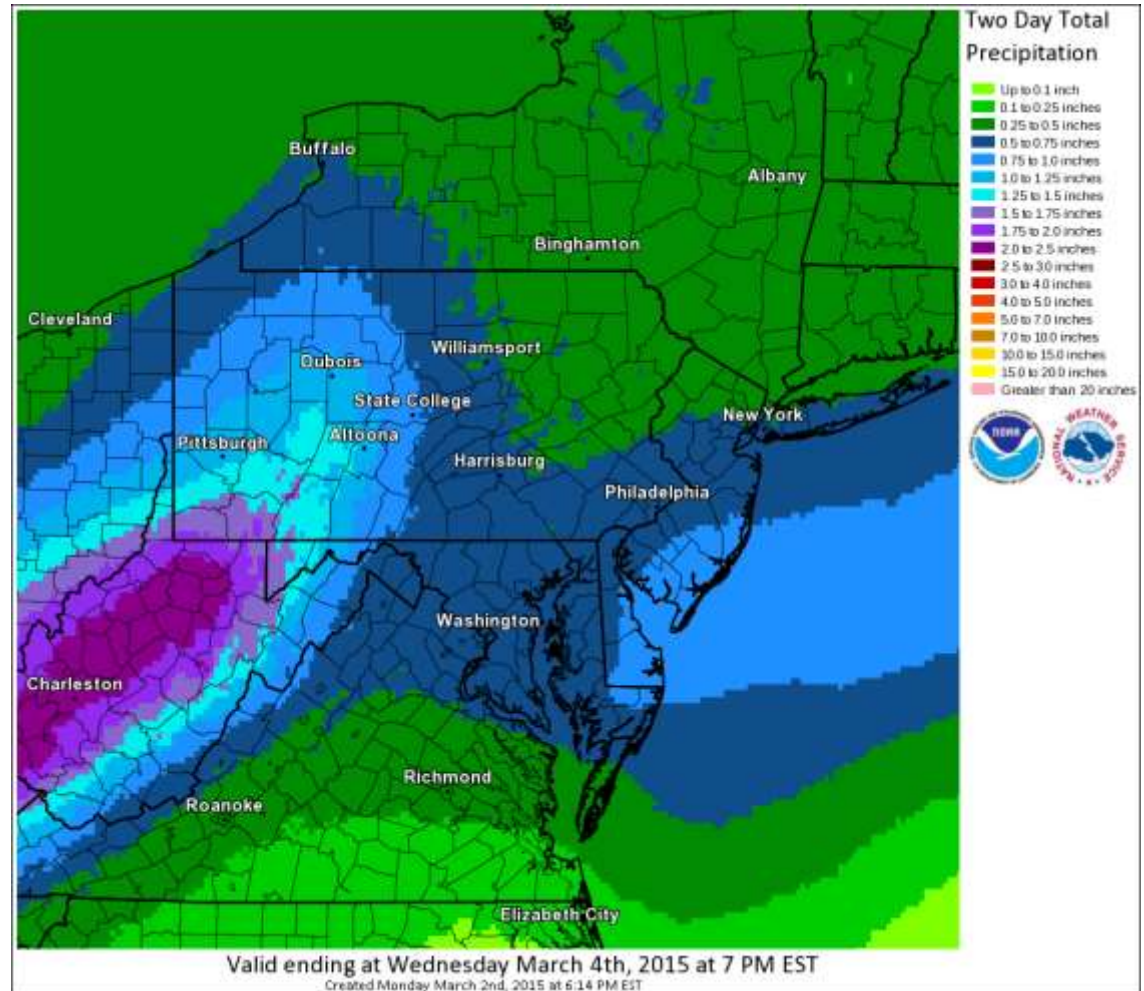 Two Day Total
Precipitation
Up to 0.1 inch
0.1 to 0.25 inches
0.25 to 0.5 inches
0.5 to 0.75 inches
0.75 to 1.0 inches
1.0 to 1.25 inches
1.25 to 1.5 inches
1.5 to 1.75 inches
1.75 to 2.0 inches
2.0 to 2.5 inches
2.5 to 3.0 inches
3.0 to 4.0 inches
4.0 to 5.0 inches
5.0 to 7.0 inches
7.0 to 10.0 inches
10.0 to 15.0 inches
15.0 to 20.0 inches
Greater than 20 inches
NOAA
NATIONAL WEATHER SERVICE
Buffalo
Albany
Binghamton
Cleveland
Williamsport
Dubois
State College
New York
Altoona
Pittsburgh
Harrisburg
Philadelphia
Washington
Charleston
Richmond
Roanoke
Elizabeth City
Valid ending at Wednesday March 4th, 2015 at 7 PM EST
Created Monday March 2nd, 2015 at 6:14 PM EST